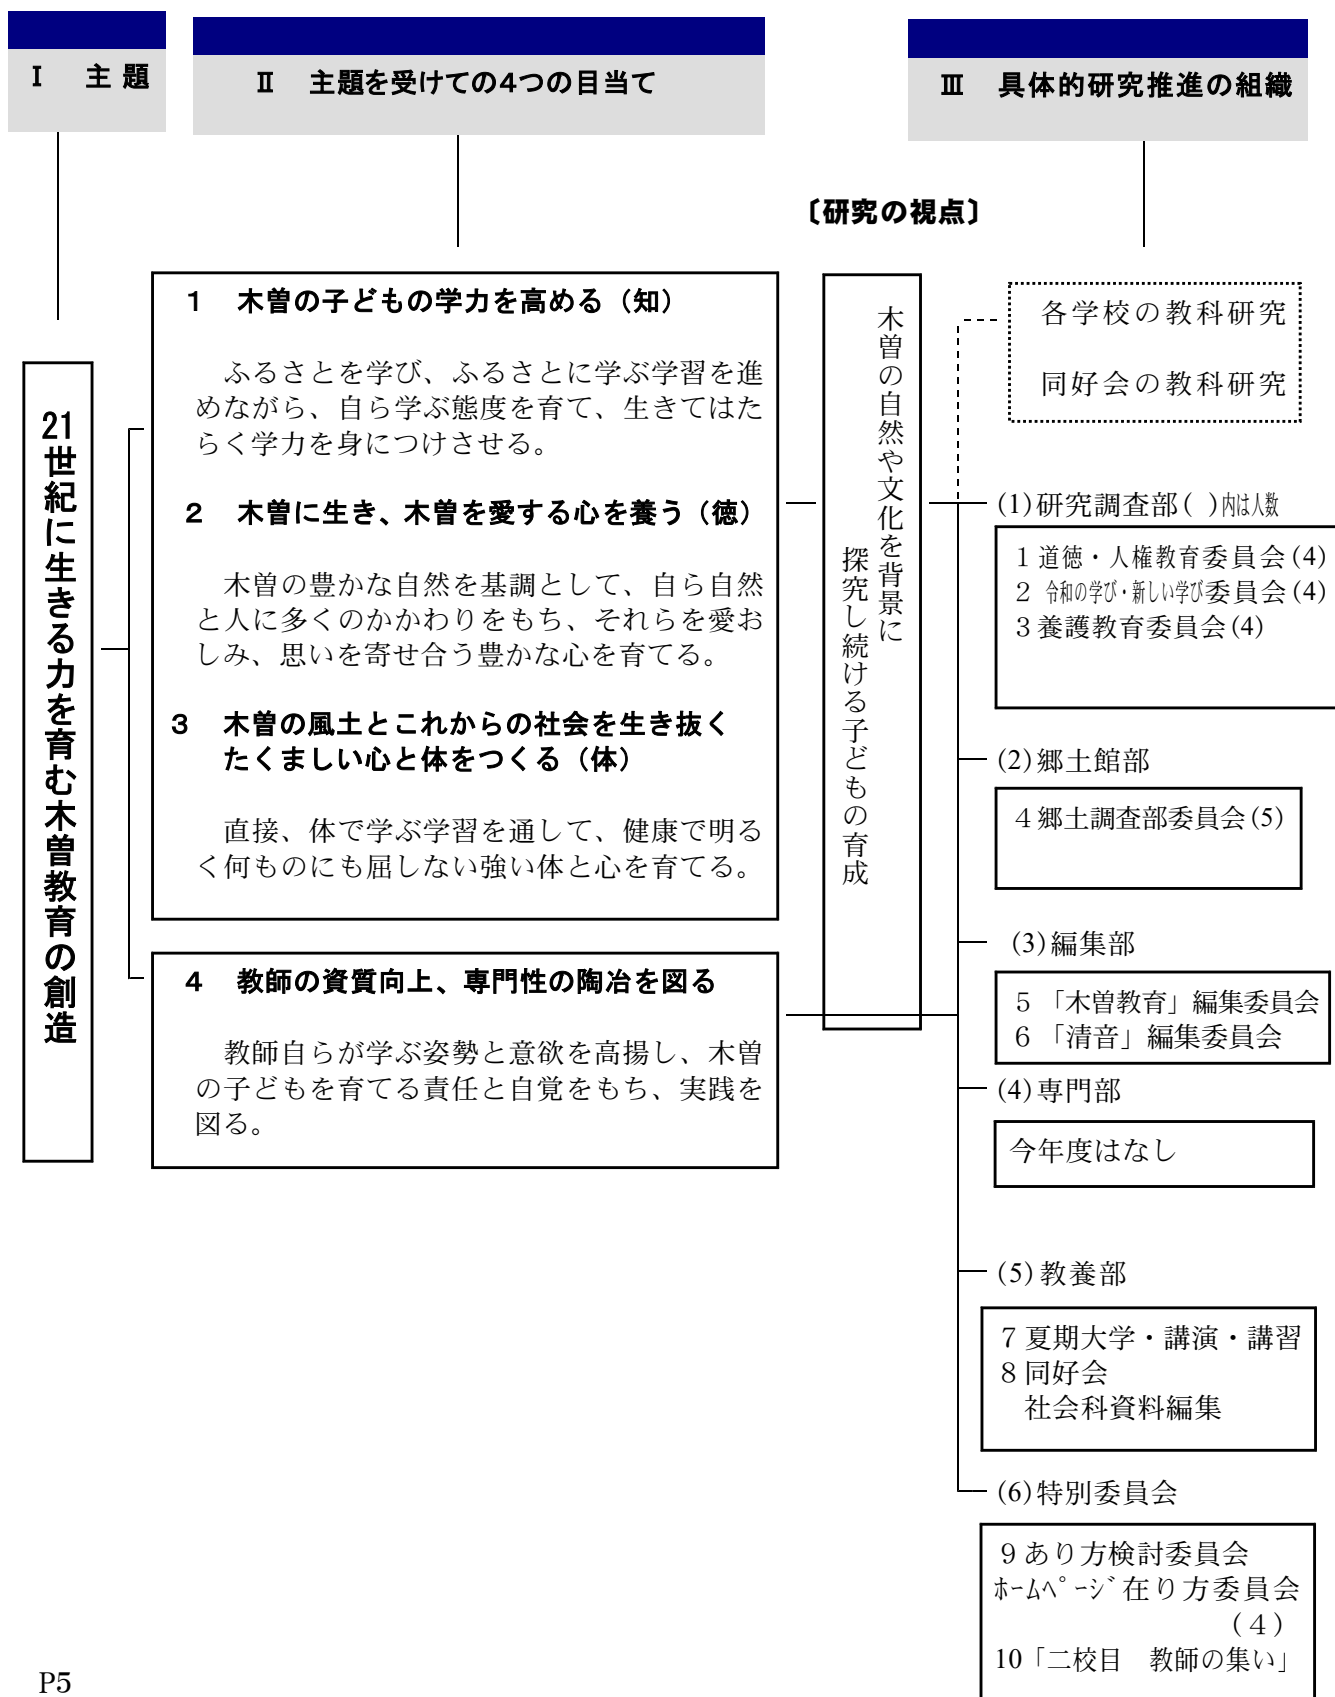 Ⅰ　主 題
Ⅱ　主題を受けての4つの目当て
Ⅲ　具体的研究推進の組織
〔研究の視点〕
21世紀に生きる力を育む木曽教育の創造
１　木曽の子どもの学力を高める（知）
ふるさとを学び、ふるさとに学ぶ学習を進
めながら、自ら学ぶ態度を育て、生きてはた
らく学力を身につけさせる。
２　木曽に生き、木曽を愛する心を養う（徳）
木曽の豊かな自然を基調として、自ら自然
と人に多くのかかわりをもち、それらを愛お
しみ、思いを寄せ合う豊かな心を育てる。
３　木曽の風土とこれからの社会を生き抜く
たくましい心と体をつくる（体）
直接、体で学ぶ学習を通して、健康で明る
く何ものにも屈しない強い体と心を育てる。
４　教師の資質向上、専門性の陶冶を図る
教師自らが学ぶ姿勢と意欲を高揚し、木曽
の子どもを育てる責任と自覚をもち、実践を
図る。
木曽の自然や文化を背景に
探究し続ける子どもの育成
各学校の教科研究
同好会の教科研究
(1)研究調査部( )内は人数
１道徳・人権教育委員会(4)
２ 令和の学び・新しい学び委員会(4)
３養護教育委員会(4)
(2)郷土館部
４郷土調査部委員会(5)
(3)編集部
５「木曽教育」編集委員会
６「清音」編集委員会
(4)専門部
今年度はなし
(5)教養部
７夏期大学・講演・講習
８同好会
社会科資料編集
(6)特別委員会
９あり方検討委員会
ﾎｰﾑﾍﾟｰｼﾞ在り方委員会
(４)
10「二校目　教師の集い」
P5